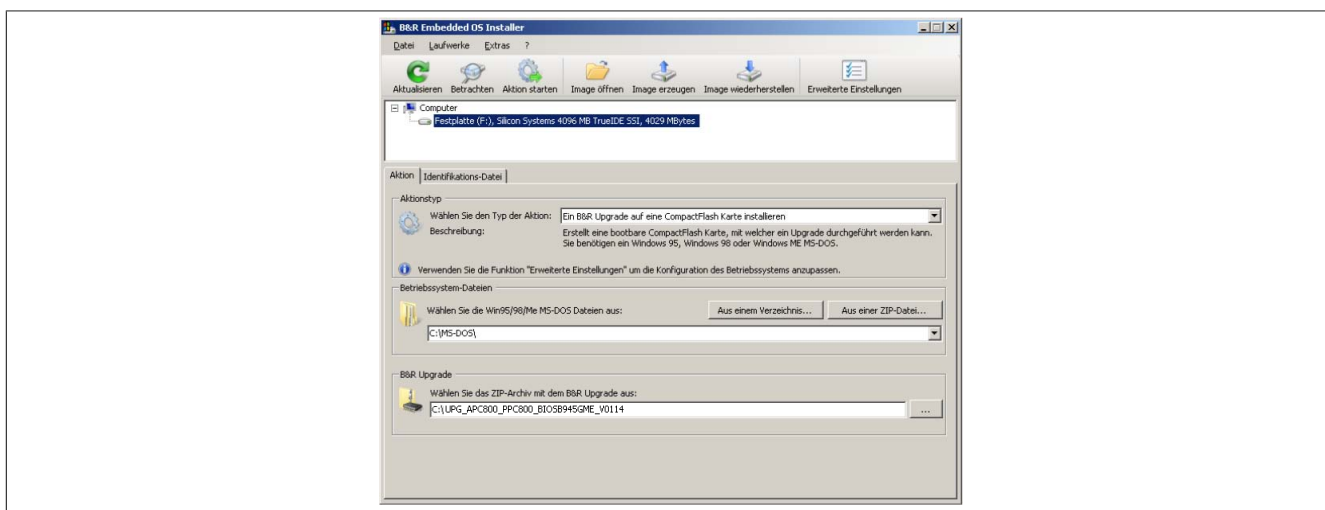 B&R Embedded OS Installer
Datei Laufwerke Extras ?
Aktualisieren Betrachten Aktion starten Image öffnen Image erzeugen Image wiederherstellen Erweiterte Einstellungen
Computer
Festplatte (F:), Silicon Systems 4096 MB TrueIDE SSI, 4029 MBytes
Aktion Identifikations-Datei
Aktionstyp
Wählen Sie den Typ der Aktion: Ein B&R Upgrade auf eine CompactFlash Karte installieren
Beschreibung: Erstellt eine bootbare CompactFlash Karte, mit welcher ein Upgrade durchgeführt werden kann.
Sie benötigen ein Windows 95, Windows 98 oder Windows ME MS-DOS.
Verwenden Sie die Funktion "Erweiterte Einstellungen" um die Konfiguration des Betriebssystems anzupassen.
Betriebssystem-Dateien
Wählen Sie die Win95/98/Me MS-DOS Dateien aus: Aus einem Verzeichnis... Aus einer ZIP-Datei...
C:\MS-DOS\
B&R Upgrade
Wählen Sie das ZIP-Archiv mit dem B&R Upgrade aus:
C:\UPG_APC800_PPC800_BIOSB945GME_V0114 ...